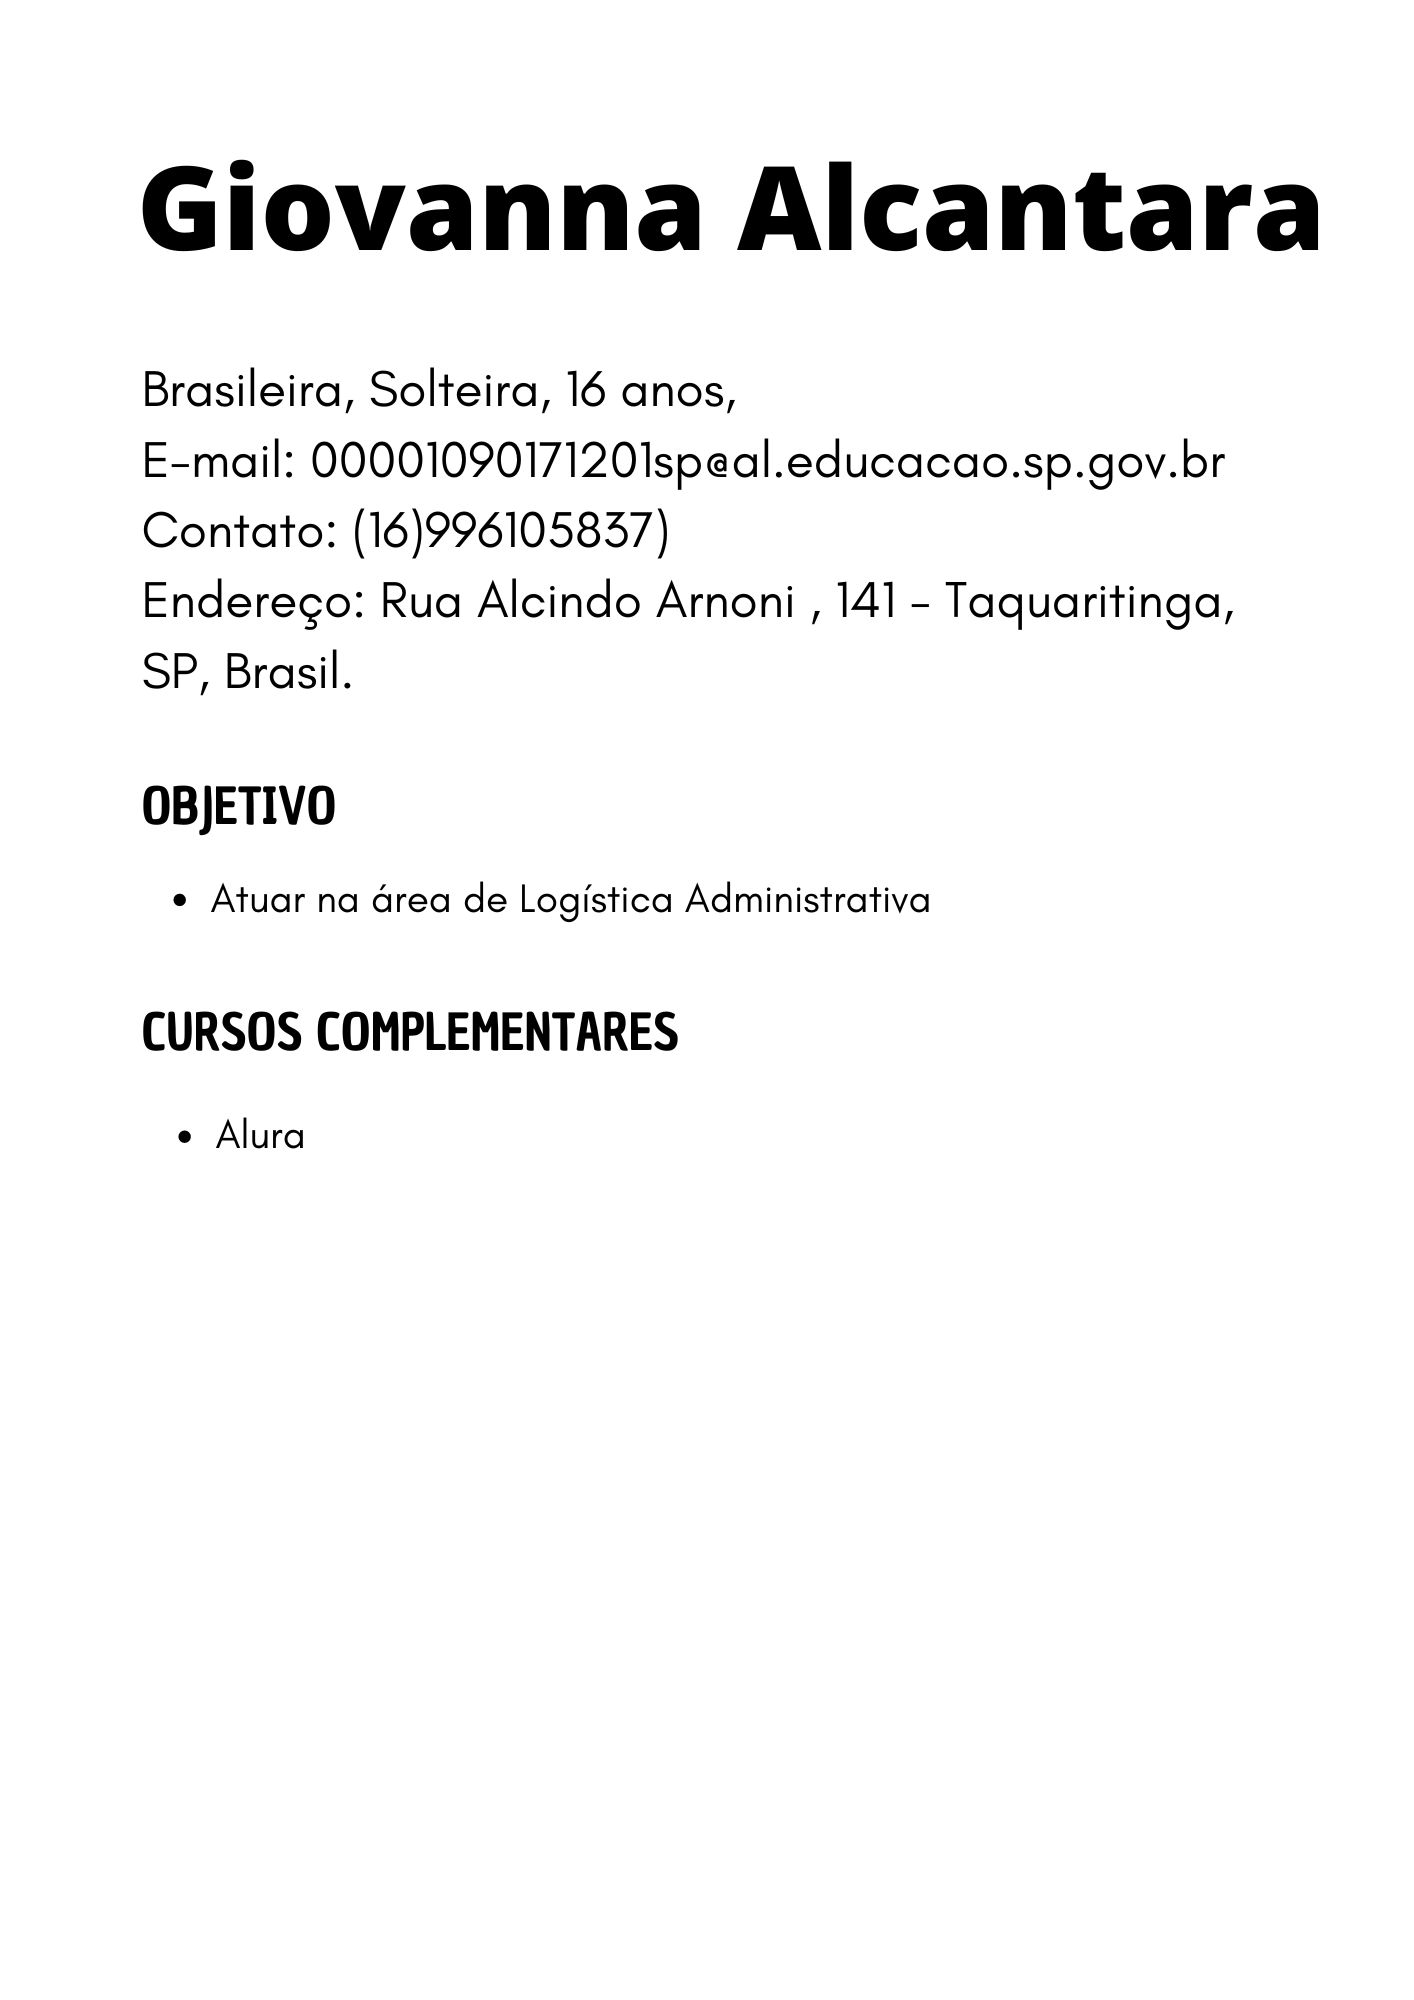 Giovanna Alcantara
Brasileira, Solteira, 16 anos,
E-mail: 00001090171201sp@al.educacao.sp.gov.br
Contato: (16)996105837)
Endereço: Rua Alcindo Arnoni , 141 - Taquaritinga,
SP, Brasil.
OBJETIVO
• Atuar na área de Logística Administrativa
CURSOS COMPLEMENTARES
• Alura